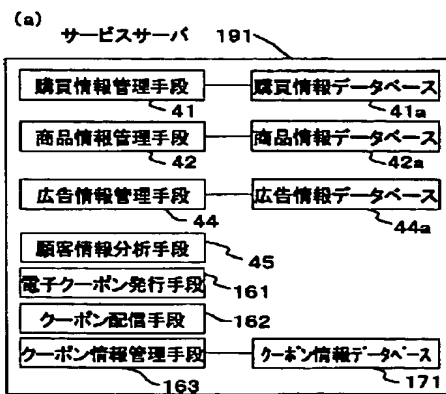 (a)
サービスサーバ 191
購買情報管理手段 購買情報データベース
41 41a
商品情報管理手段 商品情報データベース
42 42a
広告情報管理手段 広告情報データベース
44 44a
顧客情報分析手段
45
電子クーポン発行手段 161
クーポン配信手段 162
クーポン情報管理手段 クーポン情報データベース
163 171